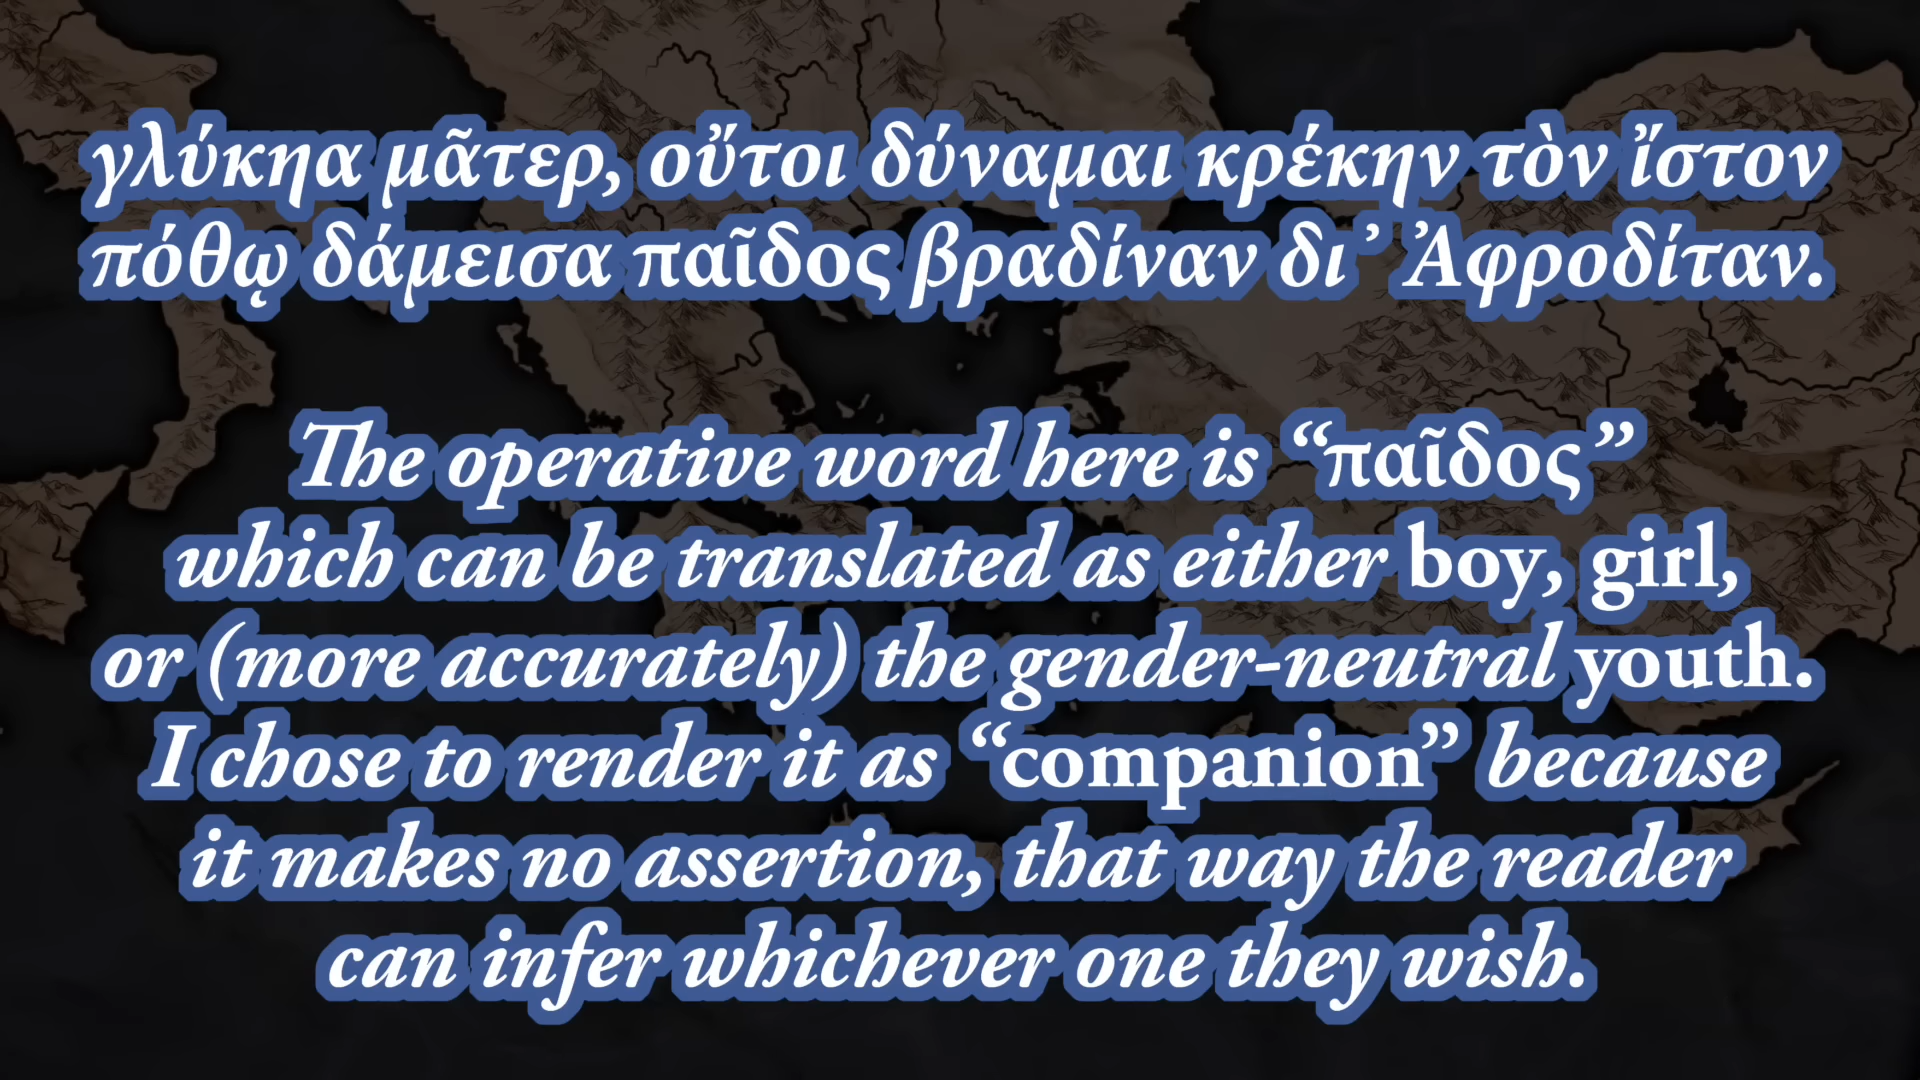 γλύκηα μᾶτερ, οὔτοι δύναμαι κρέκην τὸν ἴστον
πόθῳ δάμεισα παῖδος βραδίναν δι᾽ Ἀφροδίταν.
The operative word here is “παῖδος”
which can be translated as either boy, girl,
or (more accurately) the gender-neutral youth.
I chose to render it as “companion” because
it makes no assertion, that way the reader
can infer whichever one they wish.